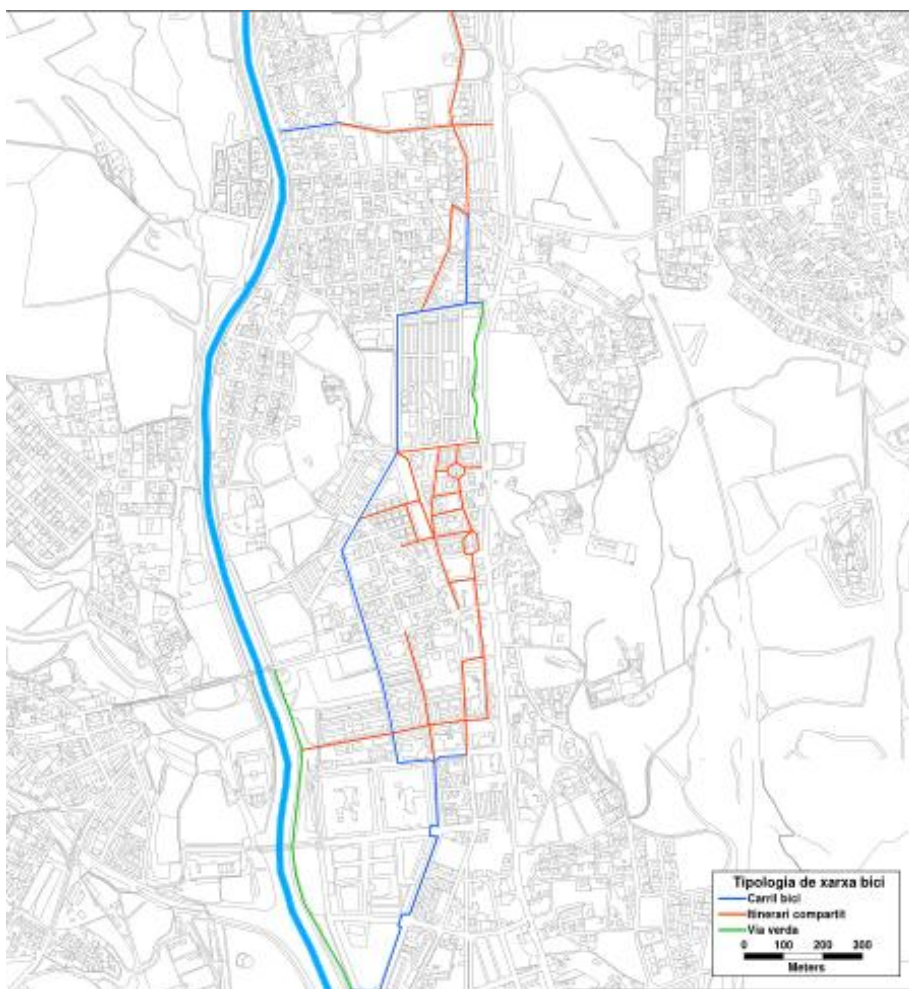 Tipologia de xarxa bici
Carril bici
Itinerari compartit
Via verda
0 100 200 300
Meters